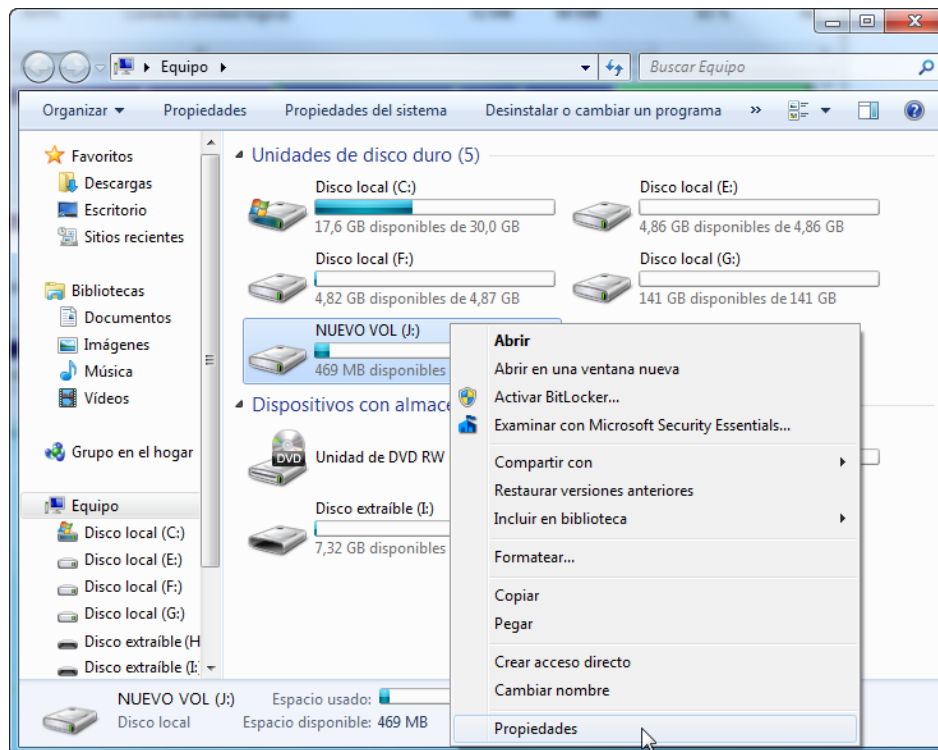 Equipo
Buscar Equipo
Organizar
Propiedades
Propiedades del sistema
Desinstalar o cambiar un programa
»
Favoritos
Descargas
Escritorio
Sitios recientes
Bibliotecas
Documentos
Imágenes
Música
Vídeos
Grupo en el hogar
Equipo
Disco local (C:)
Disco local (E:)
Disco local (F:)
Disco local (G:)
Disco extraíble (H
Disco extraíble (I:
Unidades de disco duro (5)
Disco local (C:)
17,6 GB disponibles de 30,0 GB
Disco local (E:)
4,86 GB disponibles de 4,86 GB
Disco local (F:)
4,82 GB disponibles de 4,87 GB
Disco local (G:)
141 GB disponibles de 141 GB
NUEVO VOL (J:)
469 MB disponibles
Dispositivos con almac
DVD
Unidad de DVD RW
Disco extraíble (I:)
7,32 GB disponibles
Abrir
Abrir en una ventana nueva
Activar BitLocker...
Examinar con Microsoft Security Essentials...
Compartir con
Restaurar versiones anteriores
Incluir en biblioteca
Formatear...
Copiar
Pegar
Crear acceso directo
Cambiar nombre
Propiedades
NUEVO VOL (J:) Espacio usado:
Disco local Espacio disponible: 469 MB